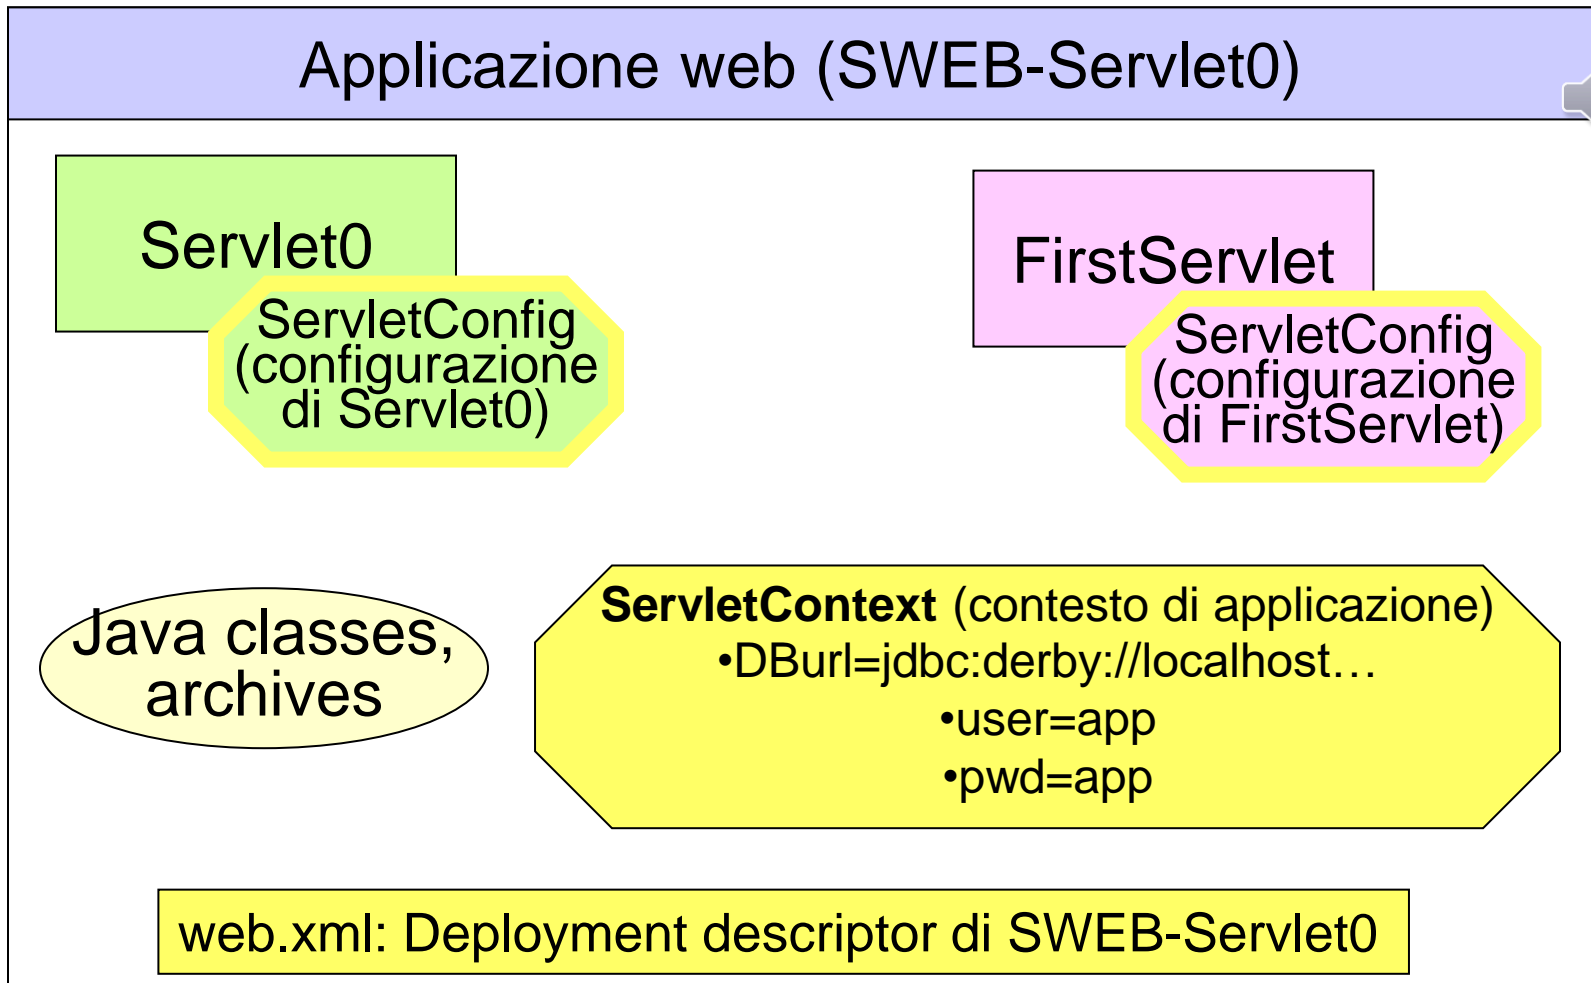 Applicazione web (SWEB-Servlet0)
Servlet0
ServletConfig
(configurazione
di Servlet0)
FirstServlet
ServletConfig
(configurazione
di FirstServlet)
Java classes,
archives
ServletContext (contesto di applicazione)
•DBurl=jdbc:derby://localhost…
•user=app
•pwd=app
web.xml: Deployment descriptor di SWEB-Servlet0